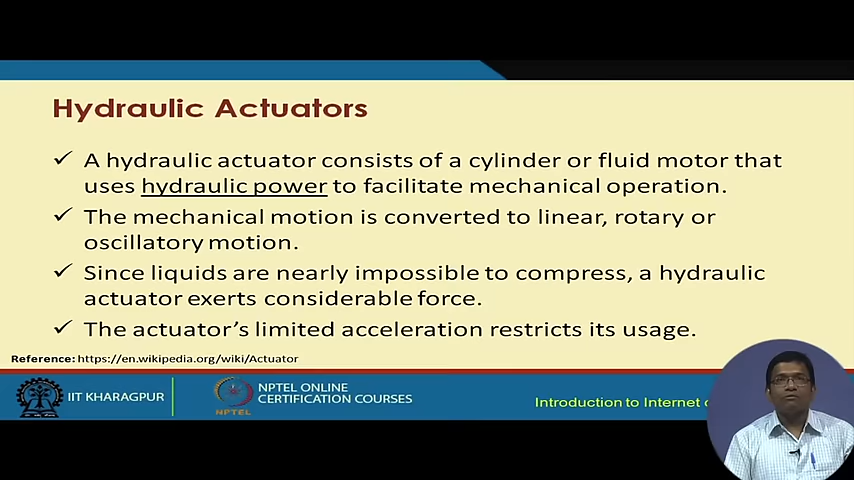 Hydraulic Actuators
✓ A hydraulic actuator consists of a cylinder or fluid motor that
uses hydraulic power to facilitate mechanical operation.
✓ The mechanical motion is converted to linear, rotary or
oscillatory motion.
✓ Since liquids are nearly impossible to compress, a hydraulic
actuator exerts considerable force.
✓ The actuator's limited acceleration restricts its usage.
Reference: https://en.wikipedia.org/wiki/Actuator
IIT KHARAGPUR
NPTEL
NPTEL ONLINE
CERTIFICATION COURSES
Introduction to Internet